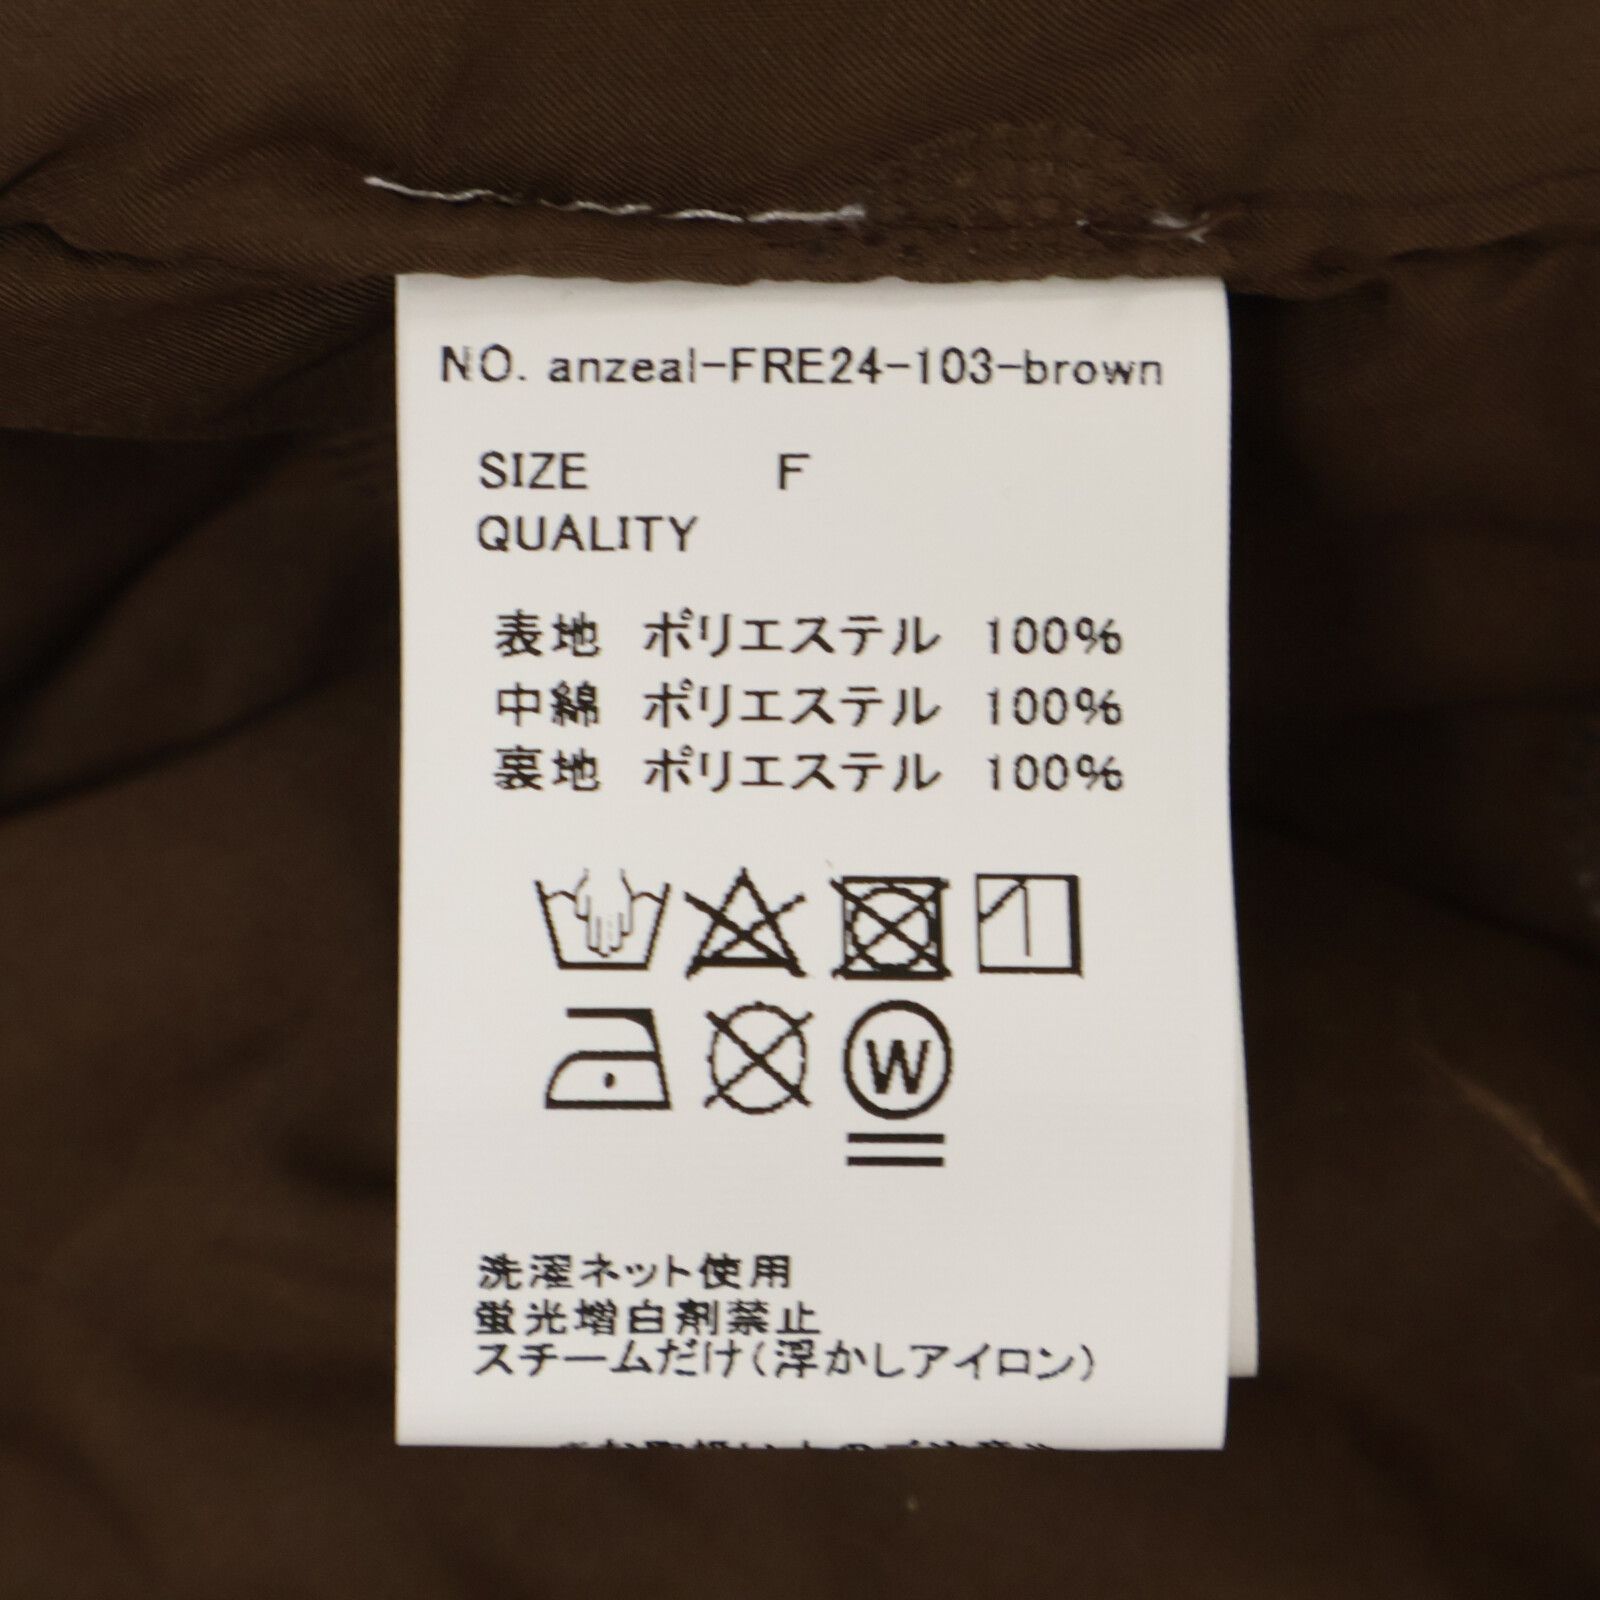 NO. anzeal-FRE24-103-brown
SIZE F
QUALITY
表地 ポリエステル 100%
中綿 ポリエステル 100%
裏地 ポリエステル 100%
W
洗濯ネット使用
蛍光増白剤禁止
スチームだけ(浮かしアイロン)